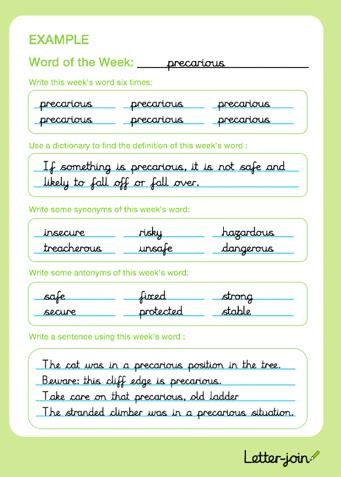 EXAMPLE
Word of the Week: precarious
Write this week's word six times:
precarious precarious precarious
precarious precarious precarious
Use a dictionary to find the definition of this week's word :
If something is precarious, it is not safe and
likely to fall off or fall over.
Write some synonyms of this week's word:
insecure risky hazardous
treacherous unsafe dangerous
Write some antonyms of this week's word:
safe fixed strong
secure protected stable
Write a sentence using this week's word :
The cat was in a precarious position in the tree.
Beware: this cliff edge is precarious.
Take care on that precarious, old ladder
The stranded climber was in a precarious situation.
Letter-join